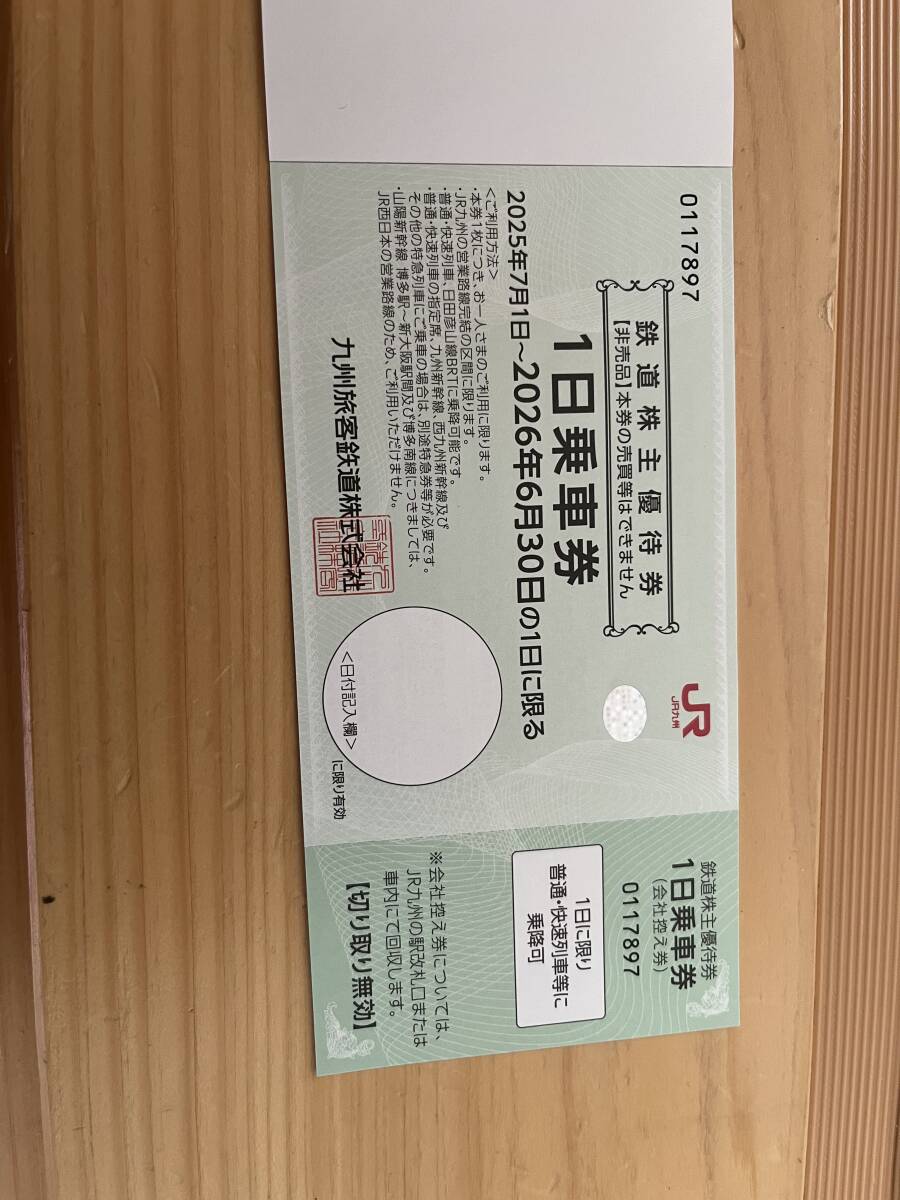 0117897
鉄道株主優待券
【非売品】本券の売買等はできません
JR
JR九州
1日乗車券
2025年7月1日〜2026年6月30日の1日に限る
<ご利用方法>
・本券1枚につき、お一人さまのご利用に限ります。
・JR九州の営業路線完結の区間に限ります。
・普通・快速列車、日田彦山線BRTに乗降可能です。
・普通・快速列車の指定席、九州新幹線、西九州新幹線及び
その他の特急列車にご乗車の場合は、別途特急券等が必要です。
・山陽新幹線 博多駅〜新大阪駅間及び博多南線につきましては、
JR西日本の営業路線のため、ご利用いただけません。
九州旅客鉄道株式会社
<日付記入欄>
に限り有効
鉄道株主優待券
1日乗車券
(会社控え券)
0117897
1日に限り
普通・快速列車等に
乗降可
※会社控え券については、
JR九州の駅改札口または
車内にて回収します。
【切り取り無効】